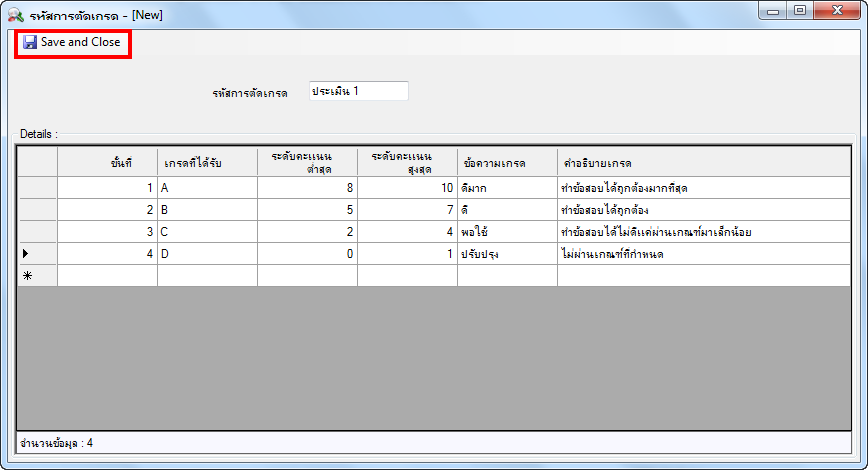 รหัสการตัดเกรด - [New]
Save and Close
รหัสการตัดเกรด ประเมิน 1
Details :
ขั้นที่ เกรดที่ได้รับ ระดับคะแนนต่ำสุด ระดับคะแนนสูงสุด ข้อความเกรด คำอธิบายเกรด
1 A 8 10 ดีมาก ทำข้อสอบได้ถูกต้องมากที่สุด
2 B 5 7 ดี ทำข้อสอบได้ถูกต้อง
3 C 2 4 พอใช้ ทำข้อสอบได้ไม่ดีแค่ผ่านเกณฑ์มาเล็กน้อย
4 D 0 1 ปรับปรุง ไม่ผ่านเกณฑ์ที่กำหนด
จำนวนข้อมูล : 4